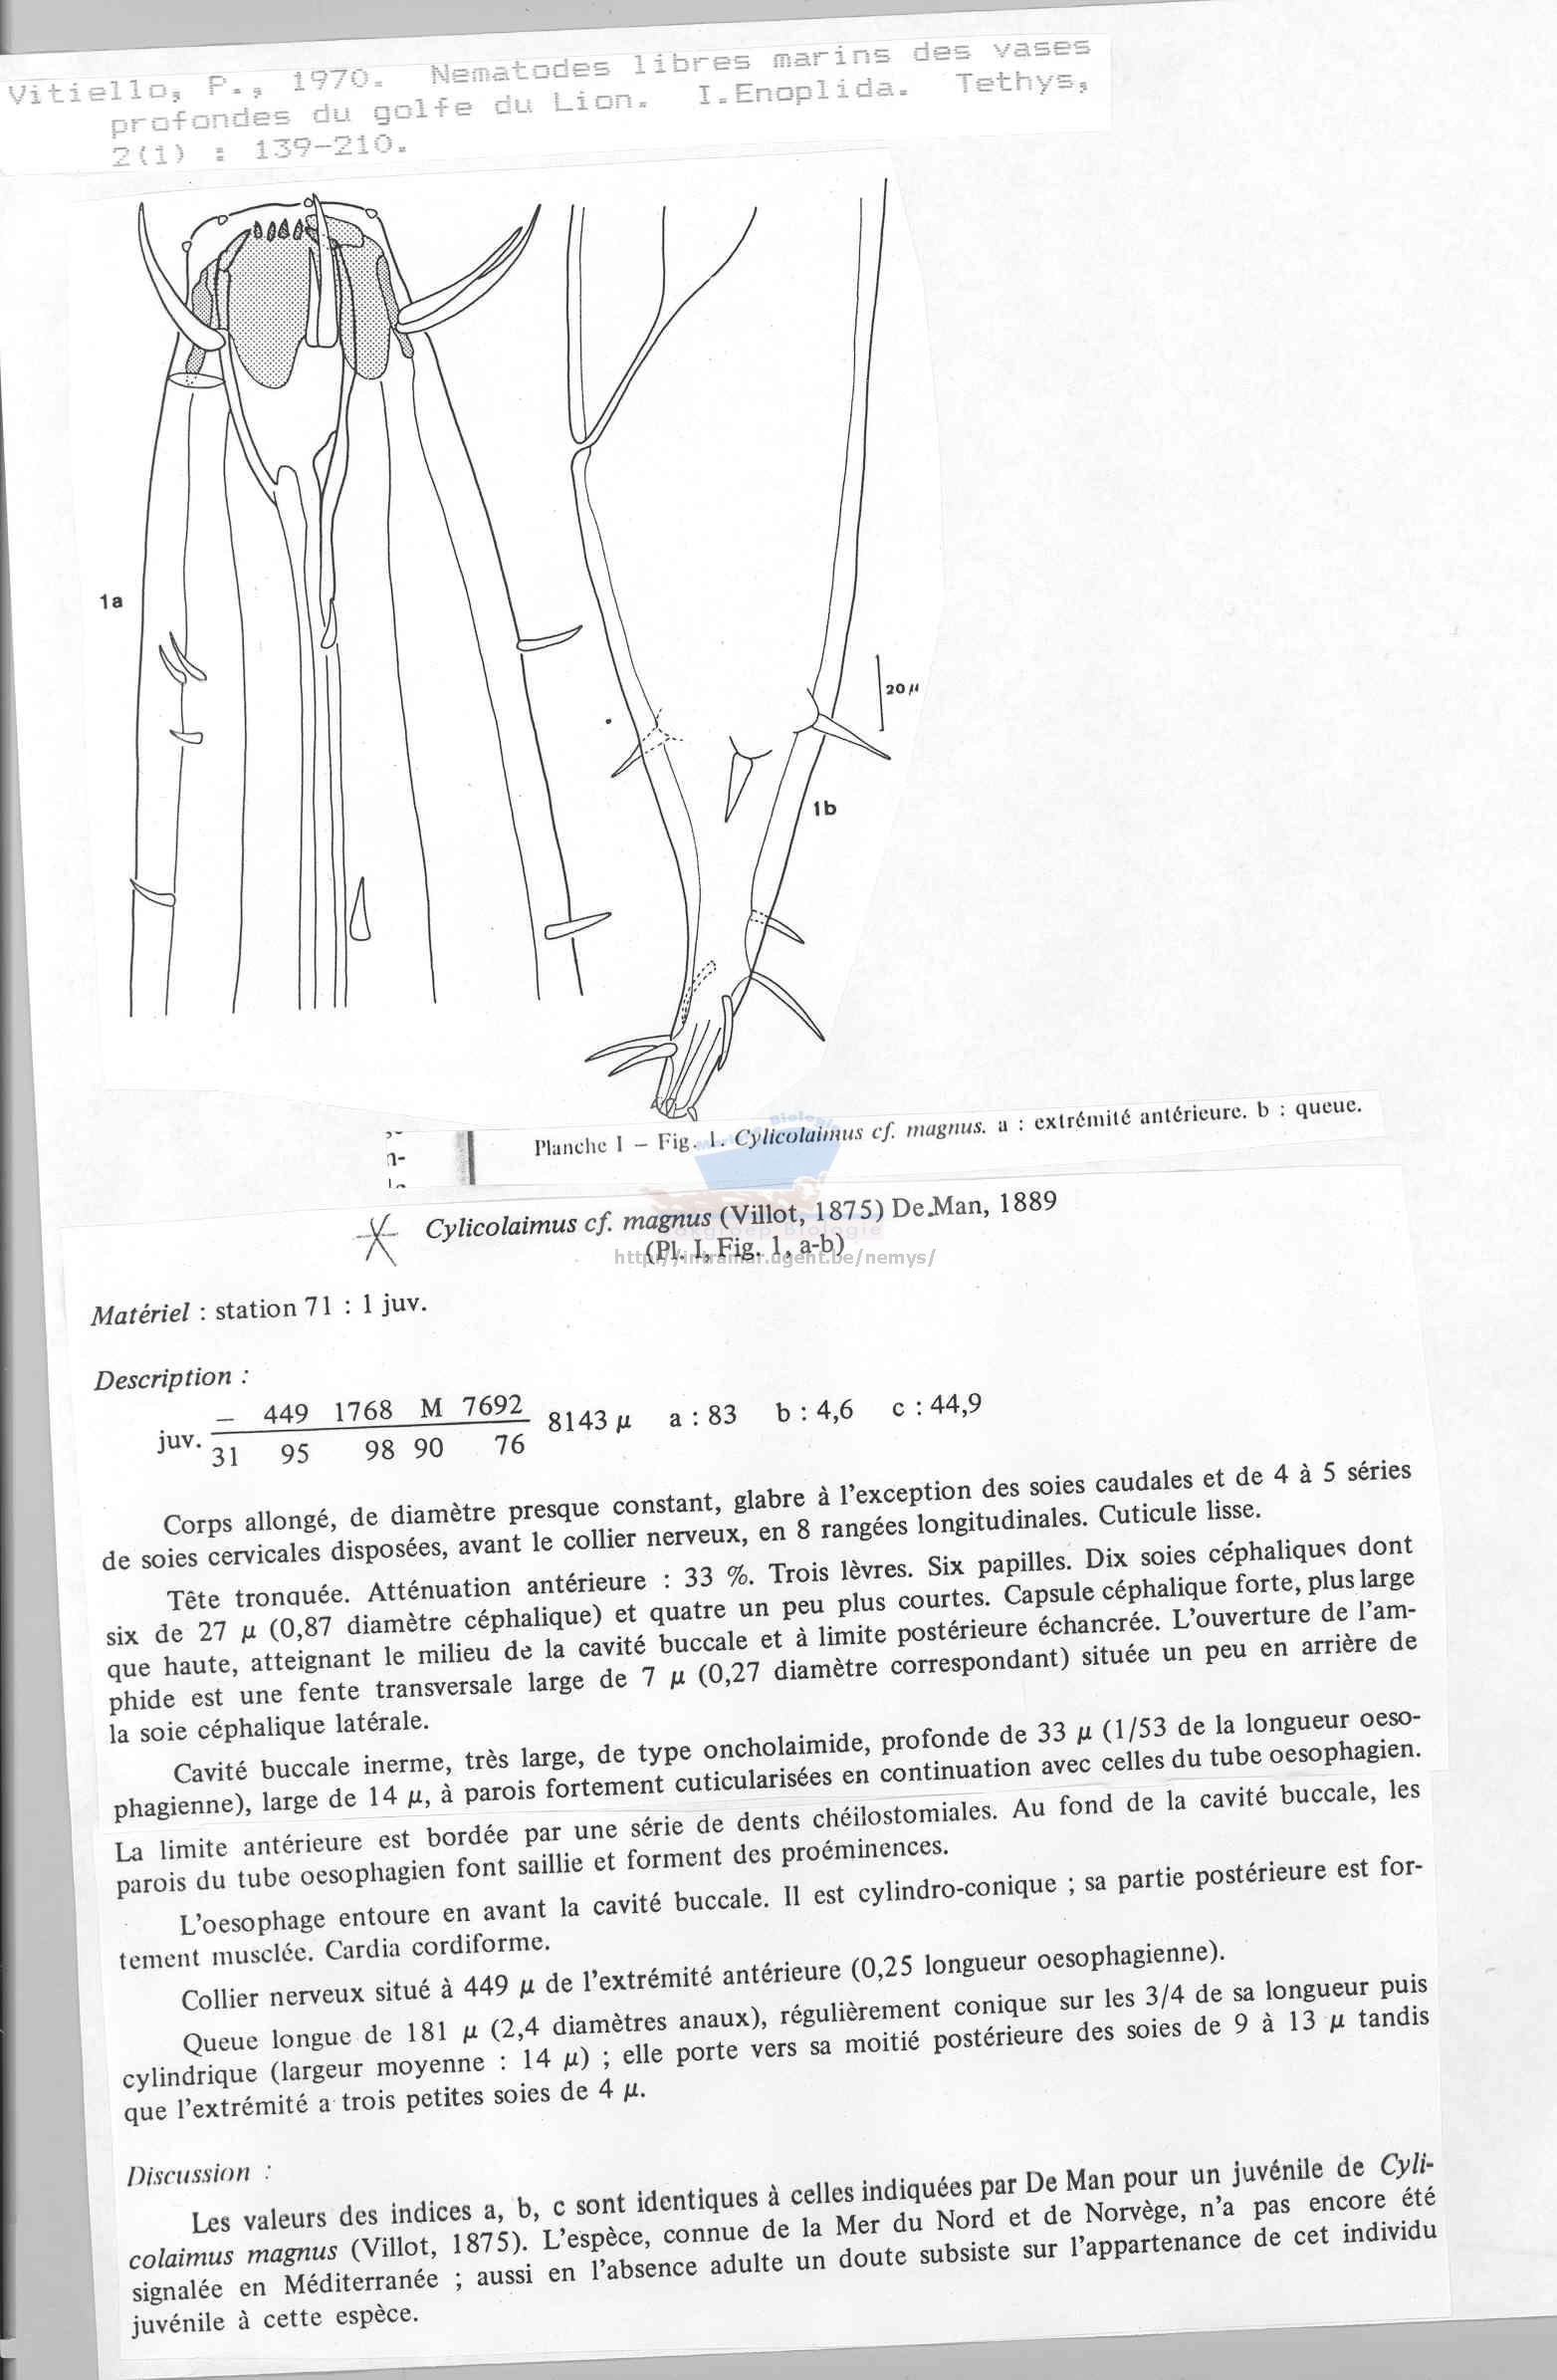 Vitiello, P., 1970. Nematodes libres marins des vases
profondes du golfe du Lion. I.Enoplida. Tethys,
2(1) : 139-210.
1a
20 µ
1b
n-
Planche I – Fig. 1. Cylicolaimus cf. magnus. a : extrémité antérieure. b : queue.
Cylicolaimus cf. magnus (Villot, 1875) De Man, 1889
(Pl. I, Fig. 1, a-b)
http://intramar.ugent.be/nemys/
Matériel : station 71 : 1 juv.
Description :
juv. – 449 1768 M 7692
31 95 98 90 76 8143 µ a : 83 b : 4,6 c : 44,9
Corps allongé, de diamètre presque constant, glabre à l'exception des soies caudales et de 4 à 5 séries
de soies cervicales disposées, avant le collier nerveux, en 8 rangées longitudinales. Cuticule lisse.
Tête tronquée. Atténuation antérieure : 33 %. Trois lèvres. Six papilles. Dix soies céphaliques dont
six de 27 µ (0,87 diamètre céphalique) et quatre un peu plus courtes. Capsule céphalique forte, plus large
que haute, atteignant le milieu de la cavité buccale et à limite postérieure échancrée. L'ouverture de l'am-
phide est une fente transversale large de 7 µ (0,27 diamètre correspondant) située un peu en arrière de
la soie céphalique latérale.
Cavité buccale inerme, très large, de type oncholaimide, profonde de 33 µ (1/53 de la longueur oeso-
phagienne), large de 14 µ, à parois fortement cuticularisées en continuation avec celles du tube oesophagien.
La limite antérieure est bordée par une série de dents chéilostomiales. Au fond de la cavité buccale, les
parois du tube oesophagien font saillie et forment des proéminences.
L'oesophage entoure en avant la cavité buccale. Il est cylindro-conique ; sa partie postérieure est for-
tement musclée. Cardia cordiforme.
Collier nerveux situé à 449 µ de l'extrémité antérieure (0,25 longueur oesophagienne).
Queue longue de 181 µ (2,4 diamètres anaux), régulièrement conique sur les 3/4 de sa longueur puis
cylindrique (largeur moyenne : 14 µ) ; elle porte vers sa moitié postérieure des soies de 9 à 13 µ tandis
que l'extrémité a trois petites soies de 4 µ.
Discussion :
Les valeurs des indices a, b, c sont identiques à celles indiquées par De Man pour un juvénile de Cyli-
colaimus magnus (Villot, 1875). L'espèce, connue de la Mer du Nord et de Norvège, n'a pas encore été
signalée en Méditerranée ; aussi en l'absence adulte un doute subsiste sur l'appartenance de cet individu
juvénile à cette espèce.